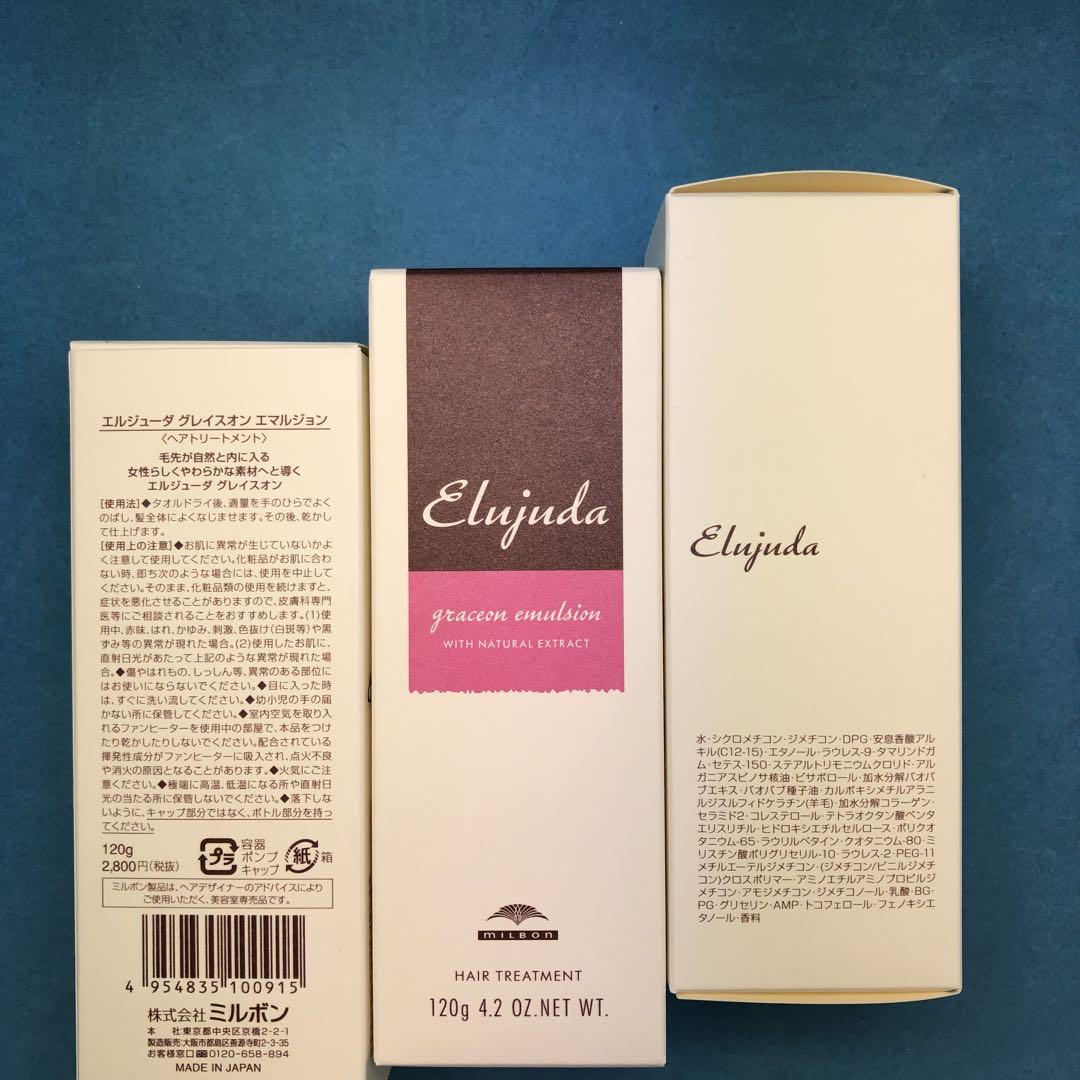 エルジューダ グレイスオン エマルジョン
〈ヘアトリートメント〉
毛先が自然と内に入る
女性らしくやわらかな素材へと導く
エルジューダ グレイスオン
[使用法]◆タオルドライ後、適量を手のひらでよく
のばし、髪全体によくなじませます。その後、乾かし
て仕上げます。
[使用上の注意]◆お肌に異常が生じていないかよ
く注意して使用してください。化粧品がお肌に合わ
ない時、即ち次のような場合には、使用を中止して
ください。そのまま、化粧品類の使用を続けますと、
症状を悪化させることがありますので、皮膚科専門
医等にご相談されることをおすすめします。(1)使
用中、赤味、はれ、かゆみ、刺激、色抜け(白斑等)や黒
ずみ等の異常が現れた場合。(2)使用したお肌に、
直射日光があたって上記のような異常が現れた場
合。◆傷やはれもの、しっしん等、異常のある部位に
はお使いにならないでください。◆目に入った時
は、すぐに洗い流してください。◆幼小児の手の届
かない所に保管してください。◆室内空気を取り入
れるファンヒーターを使用中の部屋で、本品をつけ
たり乾かしたりしないでください。配合されている
揮発性成分がファンヒーターに吸入され、点火不良
や消火の原因となることがあります。◆火気にご注
意ください。◆極端に高温、低温になる所や直射日
光の当たる所に保管しないでください。◆落下しな
いように、キャップ部分ではなく、ボトル部分を持っ
てください。
120g
2,800円(税抜)
プラ
容器
ポンプ
キャップ
紙
箱
ミルボン製品は、ヘアデザイナーのアドバイスにより
ご使用いただく、美容室専売品です。
4 954835 100915
株式会社 ミルボン
本 社:東京都中央区京橋2-2-1
製造販売:大阪市都島区善源寺町2-3-35
お客様窓口☎0120-658-894
MADE IN JAPAN
Elujuda
graceon emulsion
WITH NATURAL EXTRACT
MILBON
HAIR TREATMENT
120g 4.2 OZ.NET WT.
Elujuda
水・シクロメチコン・ジメチコン・DPG・安息香酸アル
キル(C12-15)・エタノール・ラウレス-9・タマリンドガ
ム・セテス-150・ステアルトリモニウムクロリド・アル
ガニアスピノサ核油・ビサボロール・加水分解バオバ
ブエキス・バオバブ種子油・カルボキシメチルアラニ
ルジスルフィドケラチン(羊毛)・加水分解コラーゲン・
セラミド2・コレステロール・テトラオクタン酸ペンタ
エリスリチル・ヒドロキシエチルセルロース・ポリクオ
タニウム-65・ラウリルベタイン・クオタニウム-80・ミ
リスチン酸ポリグリセリル-10・ラウレス-2・PEG-11
メチルエーテルジメチコン・(ジメチコン/ビニルジメチ
コン)クロスポリマー・アミノエチルアミノプロピルジ
メチコン・アモジメチコン・ジメチコノール・乳酸・BG・
PG・グリセリン・AMP・トコフェロール・フェノキシエ
タノール・香料